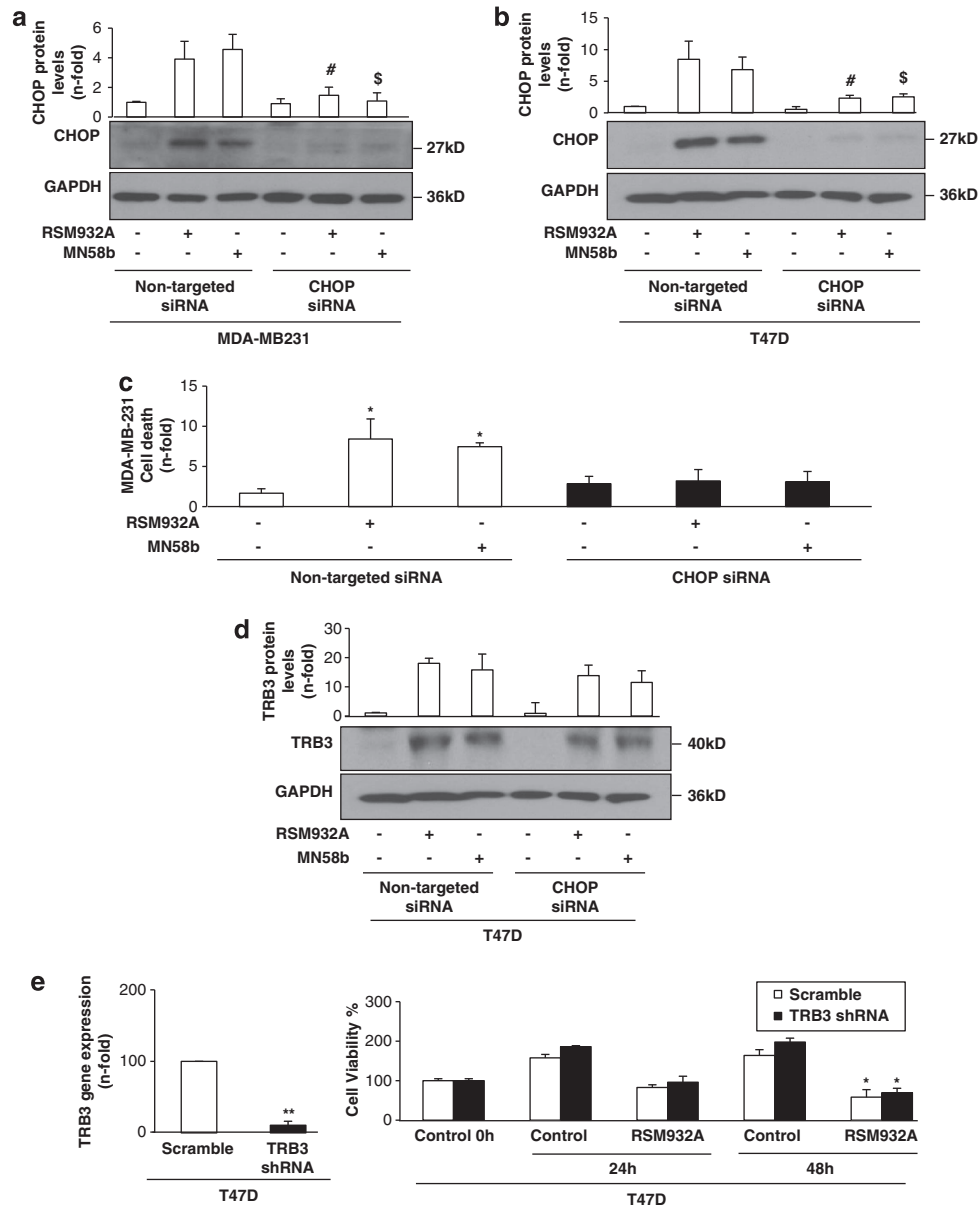 a
CHOP protein
levels
(n-fold)
6
4
2
0
#
$
CHOP
27kD
GAPDH
36kD
RSM932A - + - - + -
MN58b - - + - - +
Non-targeted
siRNA
CHOP
siRNA
MDA-MB231
b
CHOP protein
levels
(n-fold)
15
10
5
0
#
$
CHOP
27kD
GAPDH
36kD
RSM932A - + - - + -
MN58b - - + - - +
Non-targeted
siRNA
CHOP
siRNA
T47D
c
MDA-MB-231
Cell death
(n-fold)
15
10
5
0
*
*
RSM932A - + - - + -
MN58b - - + - - +
Non-targeted siRNA
CHOP siRNA
d
TRB3 protein
levels
(n-fold)
30
20
10
0
TRB3
40kD
GAPDH
36kD
RSM932A - + - - + -
MN58b - - + - - +
Non-targeted
siRNA
CHOP
siRNA
T47D
e
TRB3 gene expression
(n-fold)
200
100
0
**
Scramble
TRB3
shRNA
T47D
Cell Viability %
300
200
100
0
Scramble
TRB3 shRNA
* *
Control 0h Control RSM932A Control RSM932A
24h 48h
T47D